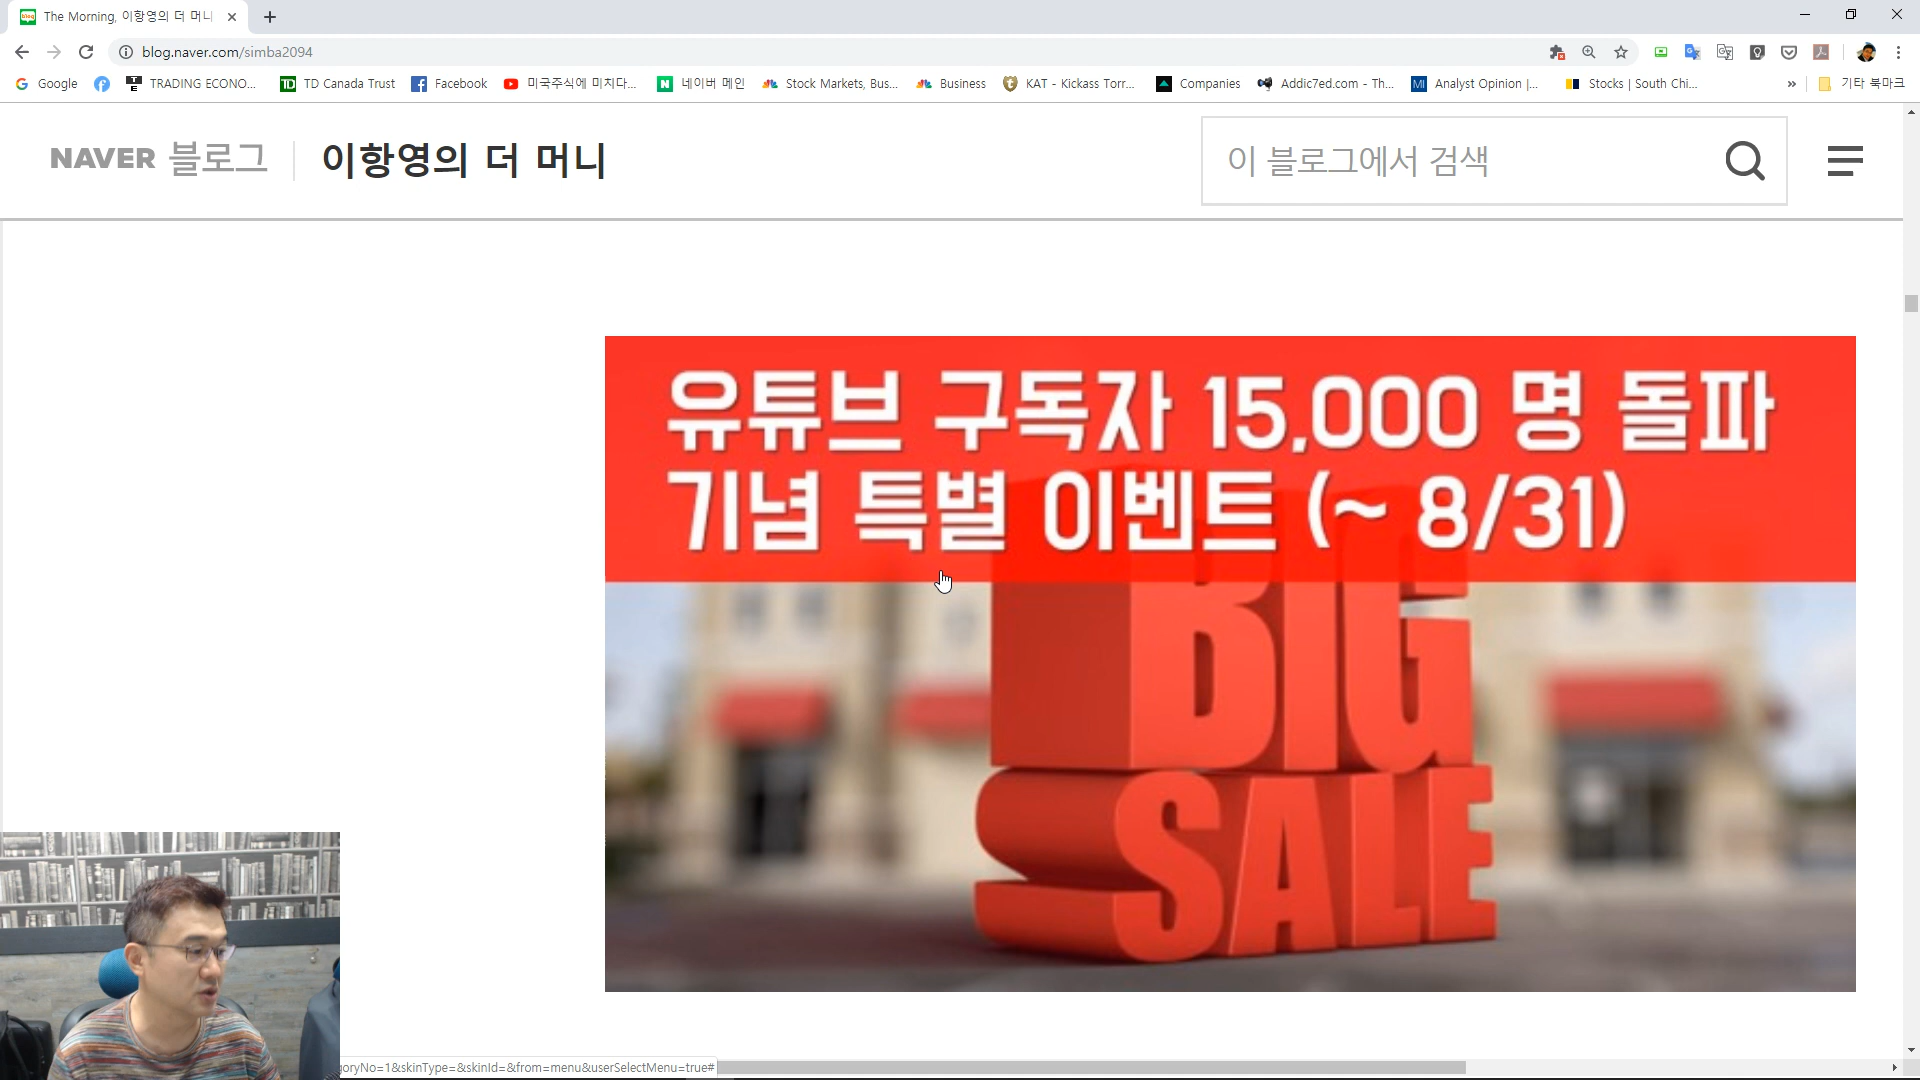 The Morning, 이항영의 더 머니
blog.naver.com/simba2094
Google
TRADING ECONO...
TD Canada Trust
Facebook
미국주식에 미치다...
네이버 메인
Stock Markets, Bus...
Business
KAT - Kickass Torr...
Companies
Addic7ed.com - Th...
MI
Analyst Opinion |...
Stocks | South Chi...
»
기타 북마크
NAVER 블로그
이항영의 더 머니
이 블로그에서 검색
유튜브 구독자 15,000 명 돌파
기념 특별 이벤트 (~ 8/31)
BIG
SALE
goryNo=1&skinType=&skinId=&from=menu&userSelectMenu=true#